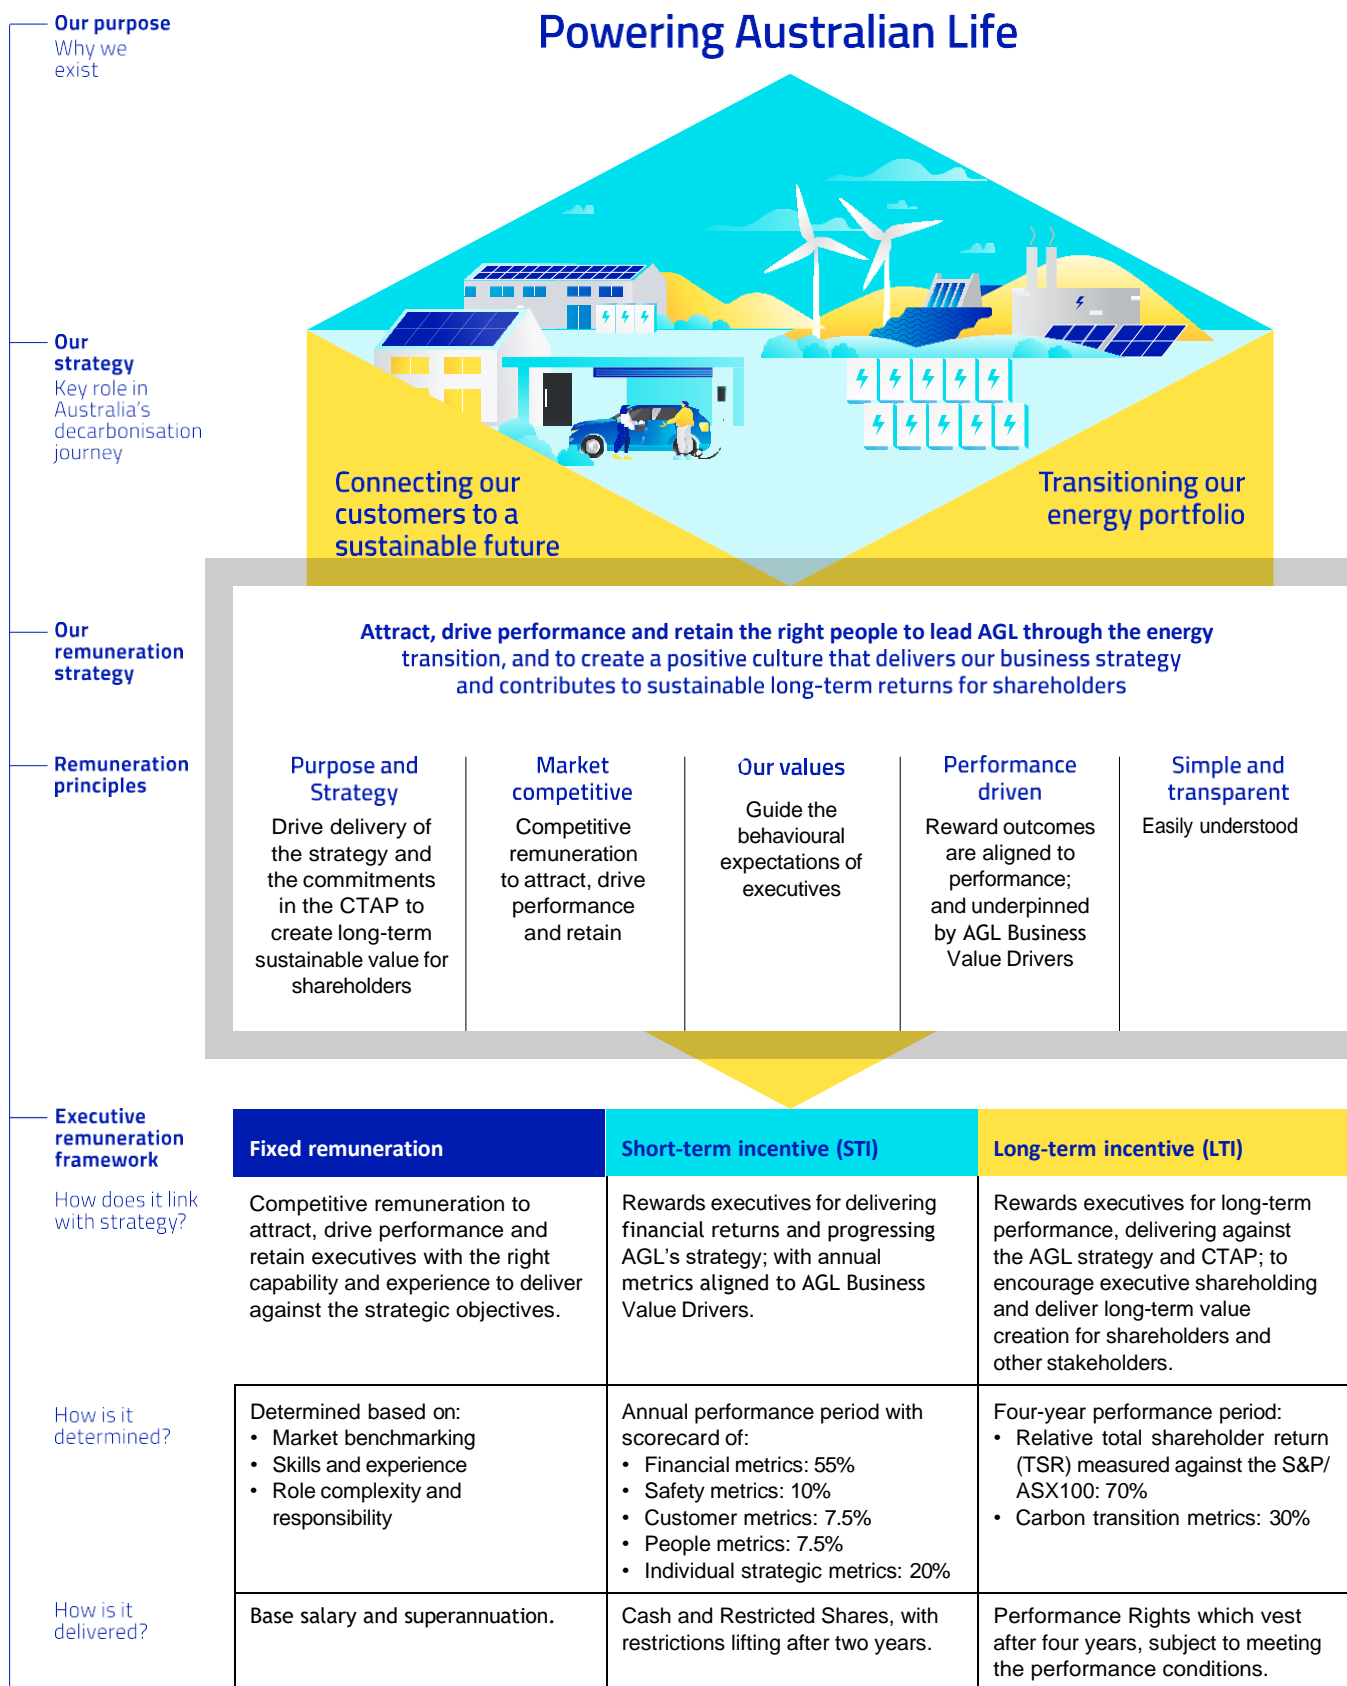 Our purpose
Why we
exist
Powering Australian Life
Our
strategy
Key role in
Australia's
decarbonisation
journey
Connecting our
customers to a
sustainable future
Transitioning our
energy portfolio
Our
remuneration
strategy
Attract, drive performance and retain the right people to lead AGL through the energy
transition, and to create a positive culture that delivers our business strategy
and contributes to sustainable long-term returns for shareholders
Remuneration
principles
Purpose and
Strategy
Drive delivery of
the strategy and
the commitments
in the CTAP to
create long-term
sustainable value for
shareholders
Market
competitive
Competitive
remuneration
to attract, drive
performance
and retain
Our values
Guide the
behavioural
expectations of
executives
Performance
driven
Reward outcomes
are aligned to
performance;
and underpinned
by AGL Business
Value Drivers
Simple and
transparent
Easily understood
Executive
remuneration
framework
Fixed remuneration
Short-term incentive (STI)
Long-term incentive (LTI)
How does it link
with strategy?
Competitive remuneration to
attract, drive performance and
retain executives with the right
capability and experience to deliver
against the strategic objectives.
Rewards executives for delivering
financial returns and progressing
AGL's strategy; with annual
metrics aligned to AGL Business
Value Drivers.
Rewards executives for long-term
performance, delivering against
the AGL strategy and CTAP; to
encourage executive shareholding
and deliver long-term value
creation for shareholders and
other stakeholders.
How is it
determined?
Determined based on:
• Market benchmarking
• Skills and experience
• Role complexity and
responsibility
Annual performance period with
scorecard of:
• Financial metrics: 55%
• Safety metrics: 10%
• Customer metrics: 7.5%
• People metrics: 7.5%
• Individual strategic metrics: 20%
Four-year performance period:
• Relative total shareholder return
(TSR) measured against the S&P/
ASX100: 70%
• Carbon transition metrics: 30%
How is it
delivered?
Base salary and superannuation.
Cash and Restricted Shares, with
restrictions lifting after two years.
Performance Rights which vest
after four years, subject to meeting
the performance conditions.